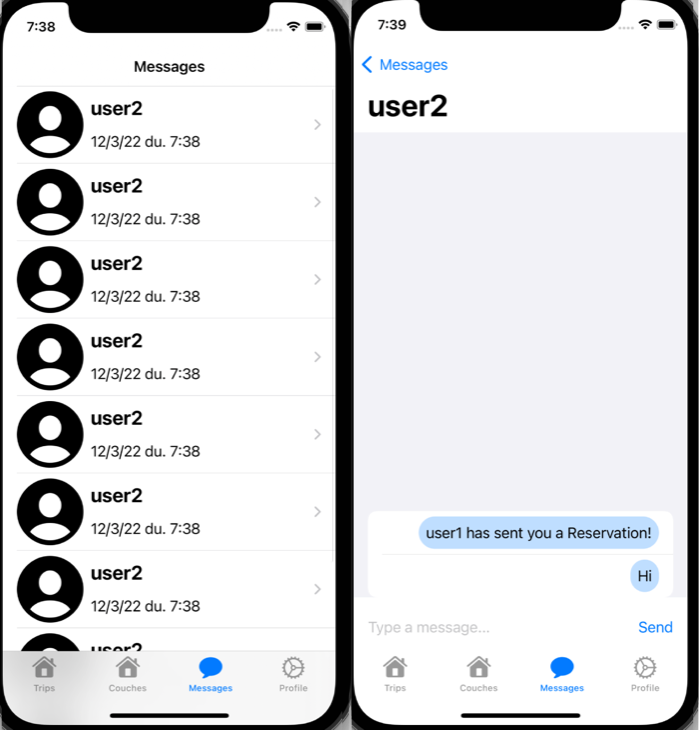 7:38
Messages
user2
12/3/22 du. 7:38
user2
12/3/22 du. 7:38
user2
12/3/22 du. 7:38
user2
12/3/22 du. 7:38
user2
12/3/22 du. 7:38
user2
12/3/22 du. 7:38
user2
12/3/22 du. 7:38
user2
Trips
Couches
Messages
Profile
7:39
Messages
user2
user1 has sent you a Reservation!
Hi
Type a message...
Send
Trips
Couches
Messages
Profile